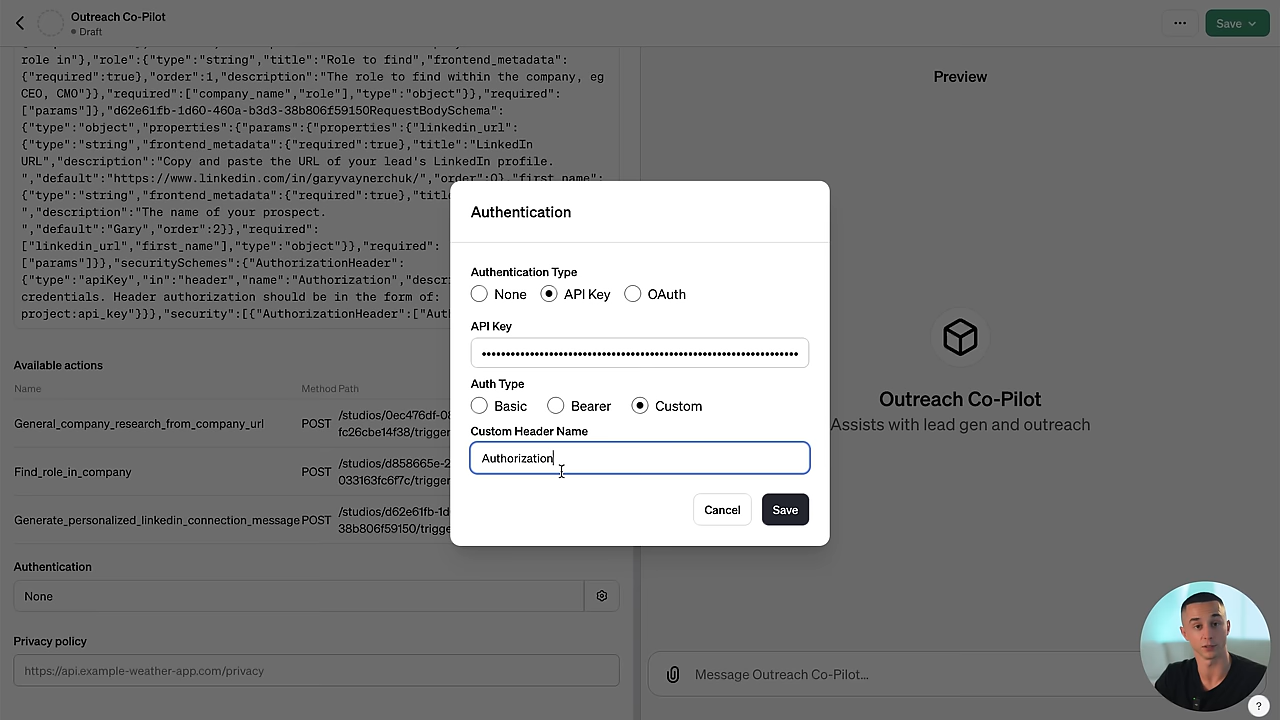 Outreach Co-Pilot
Draft
Save
role in"},"role":{"type":"string","title":"Role to find","frontend_metadata":
{"required":true},"order":1,"description":"The role to find within the company, eg
CEO, CMO"}},"required":["company_name","role"],"type":"object"}},"required":
["params"]},"d62e61fb-1d60-460a-b3d3-38b806f59150RequestBodySchema":
{"type":"object","properties":{"params":{"properties":{"linkedin_url":
{"type":"string","frontend_metadata":{"required":true},"title":"LinkedIn
URL","description":"Copy and paste the URL of your lead's LinkedIn profile.
","default":"https://www.linkedin.com/in/garyvaynerchuk/","order":0},"first_name":
{"type":"string","frontend_metadata":{"required":true},"titl
","description":"The name of your prospect.
","default":"Gary","order":2}},"required":
["linkedin_url","first_name"],"type":"object"}},"required":
["params"]}},"securitySchemes":{"AuthorizationHeader":
{"type":"apiKey","in":"header","name":"Authorization","desc
credentials. Header authorization should be in the form of:
project:api_key"}}},"security":[{"AuthorizationHeader":["Aut
Available actions
Name Method Path
General_company_research_from_company_url POST /studios/0ec476df-0
fc26cbe14f38/trigger
Find_role_in_company POST /studios/d858665e-2
033163fc6f7c/trigger
Generate_personalized_linkedin_connection_message POST /studios/d62e61fb-1d
38b806f59150/trigge
Authentication
None
Privacy policy
https://api.example-weather-app.com/privacy
Authentication
Authentication Type
None API Key OAuth
API Key
Auth Type
Basic Bearer Custom
Custom Header Name
Authorization
Cancel Save
Preview
Outreach Co-Pilot
Assists with lead gen and outreach
Message Outreach Co-Pilot...
?